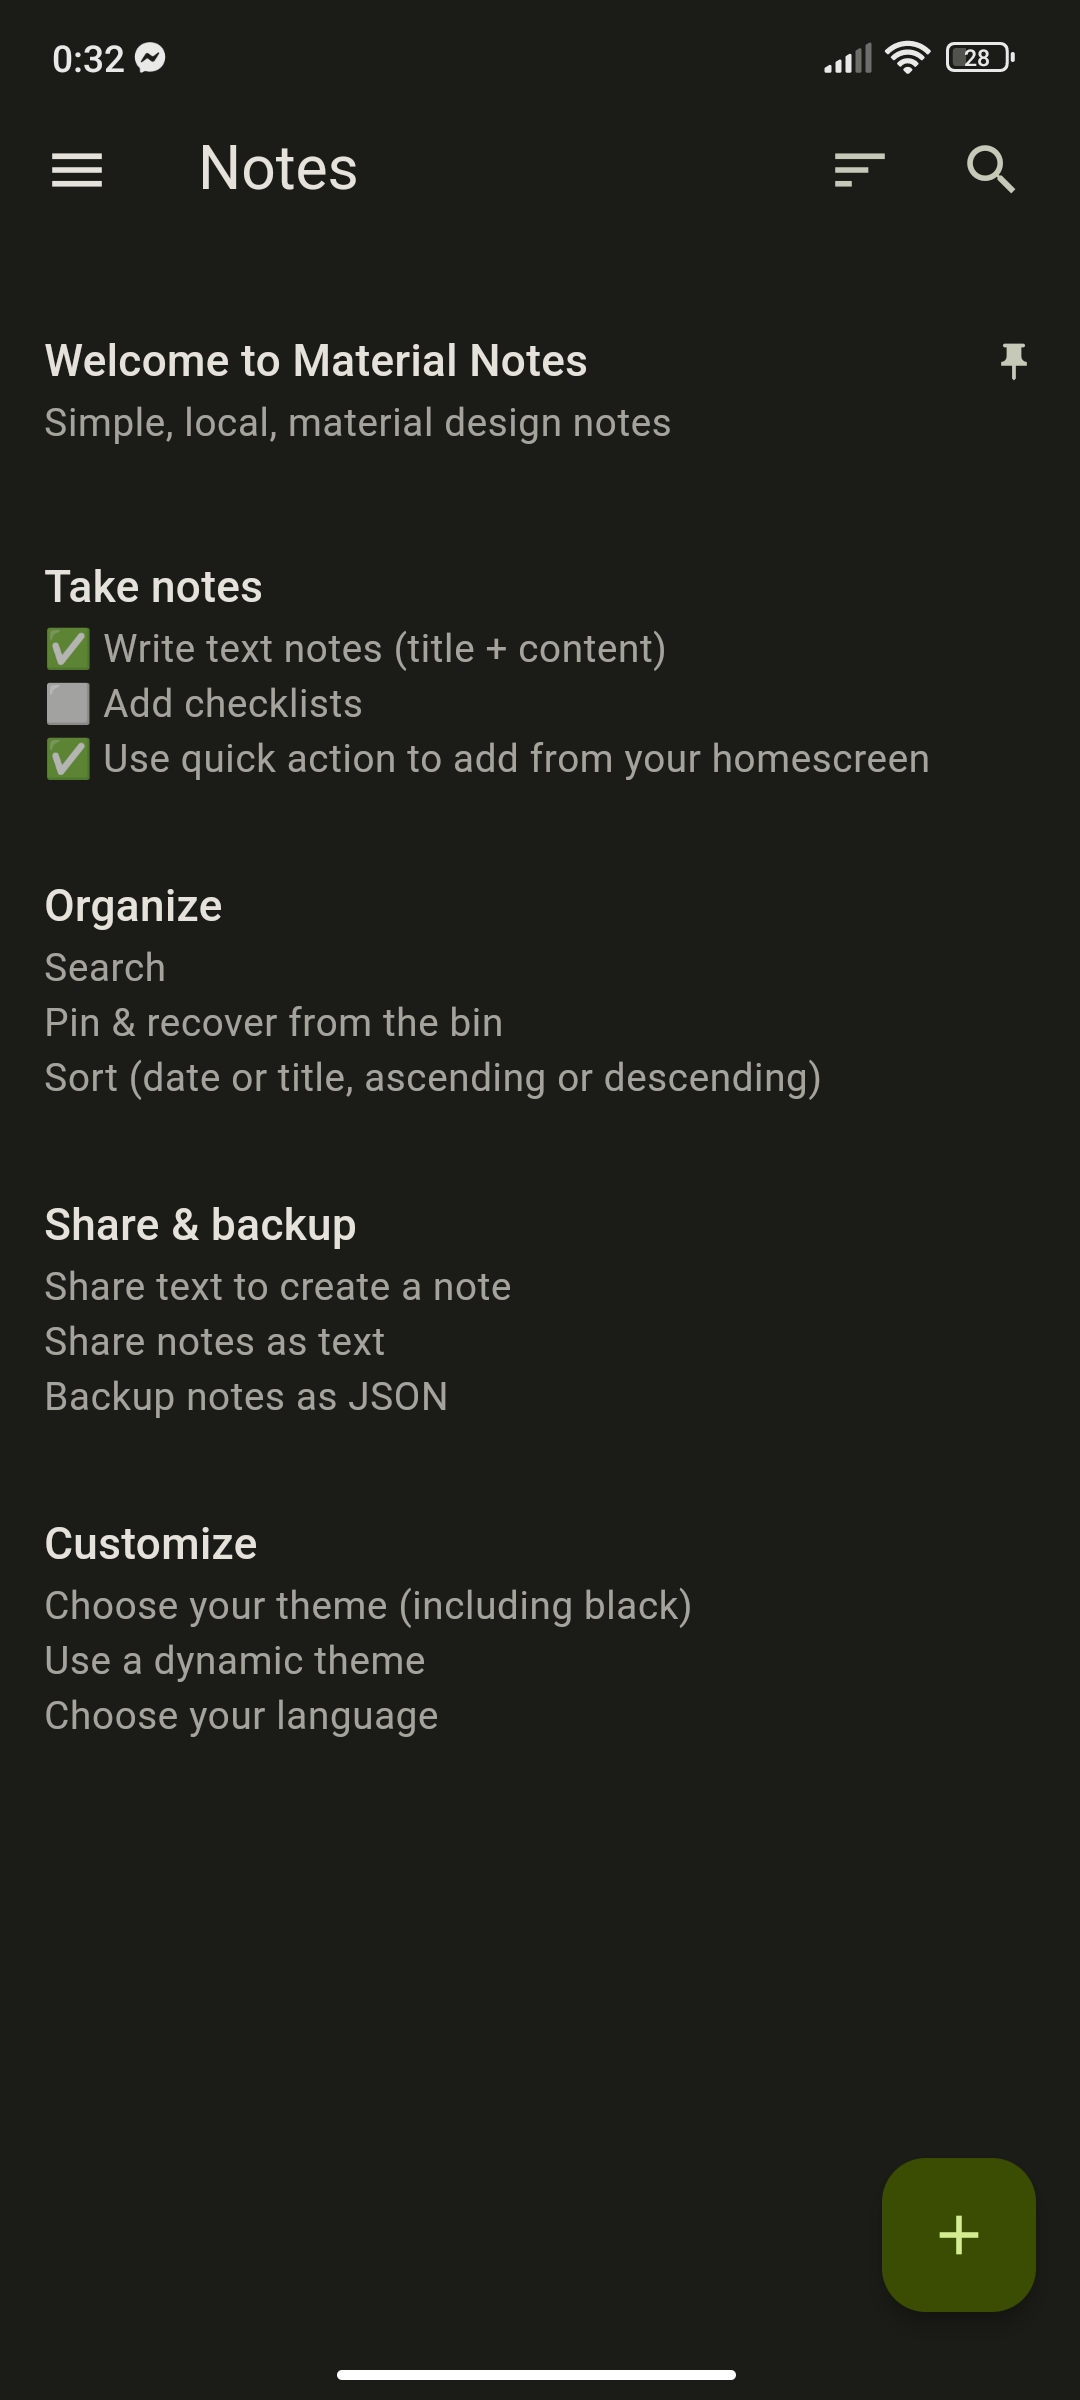 0:32
28
Notes
Welcome to Material Notes
Simple, local, material design notes
Take notes
✅ Write text notes (title + content)
⬜ Add checklists
✅ Use quick action to add from your homescreen
Organize
Search
Pin & recover from the bin
Sort (date or title, ascending or descending)
Share & backup
Share text to create a note
Share notes as text
Backup notes as JSON
Customize
Choose your theme (including black)
Use a dynamic theme
Choose your language